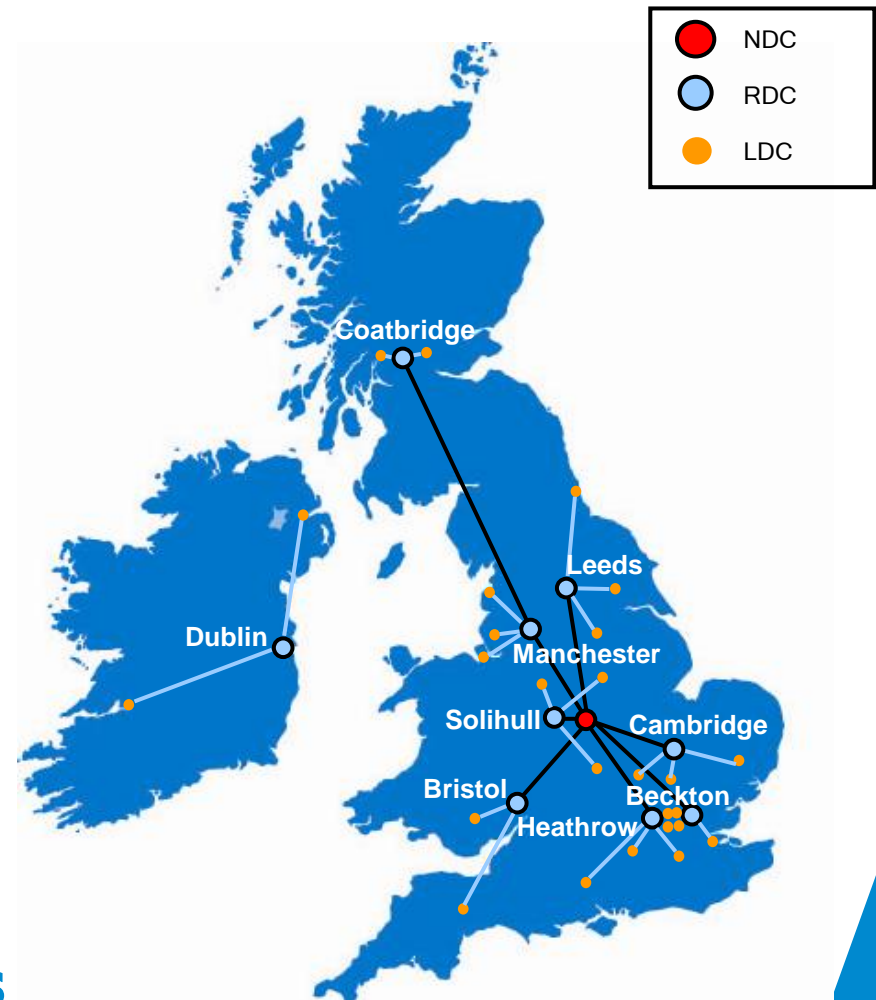 NDC
RDC
LDC
Coatbridge
Leeds
Dublin
Manchester
Solihull
Cambridge
Bristol
Beckton
Heathrow
s